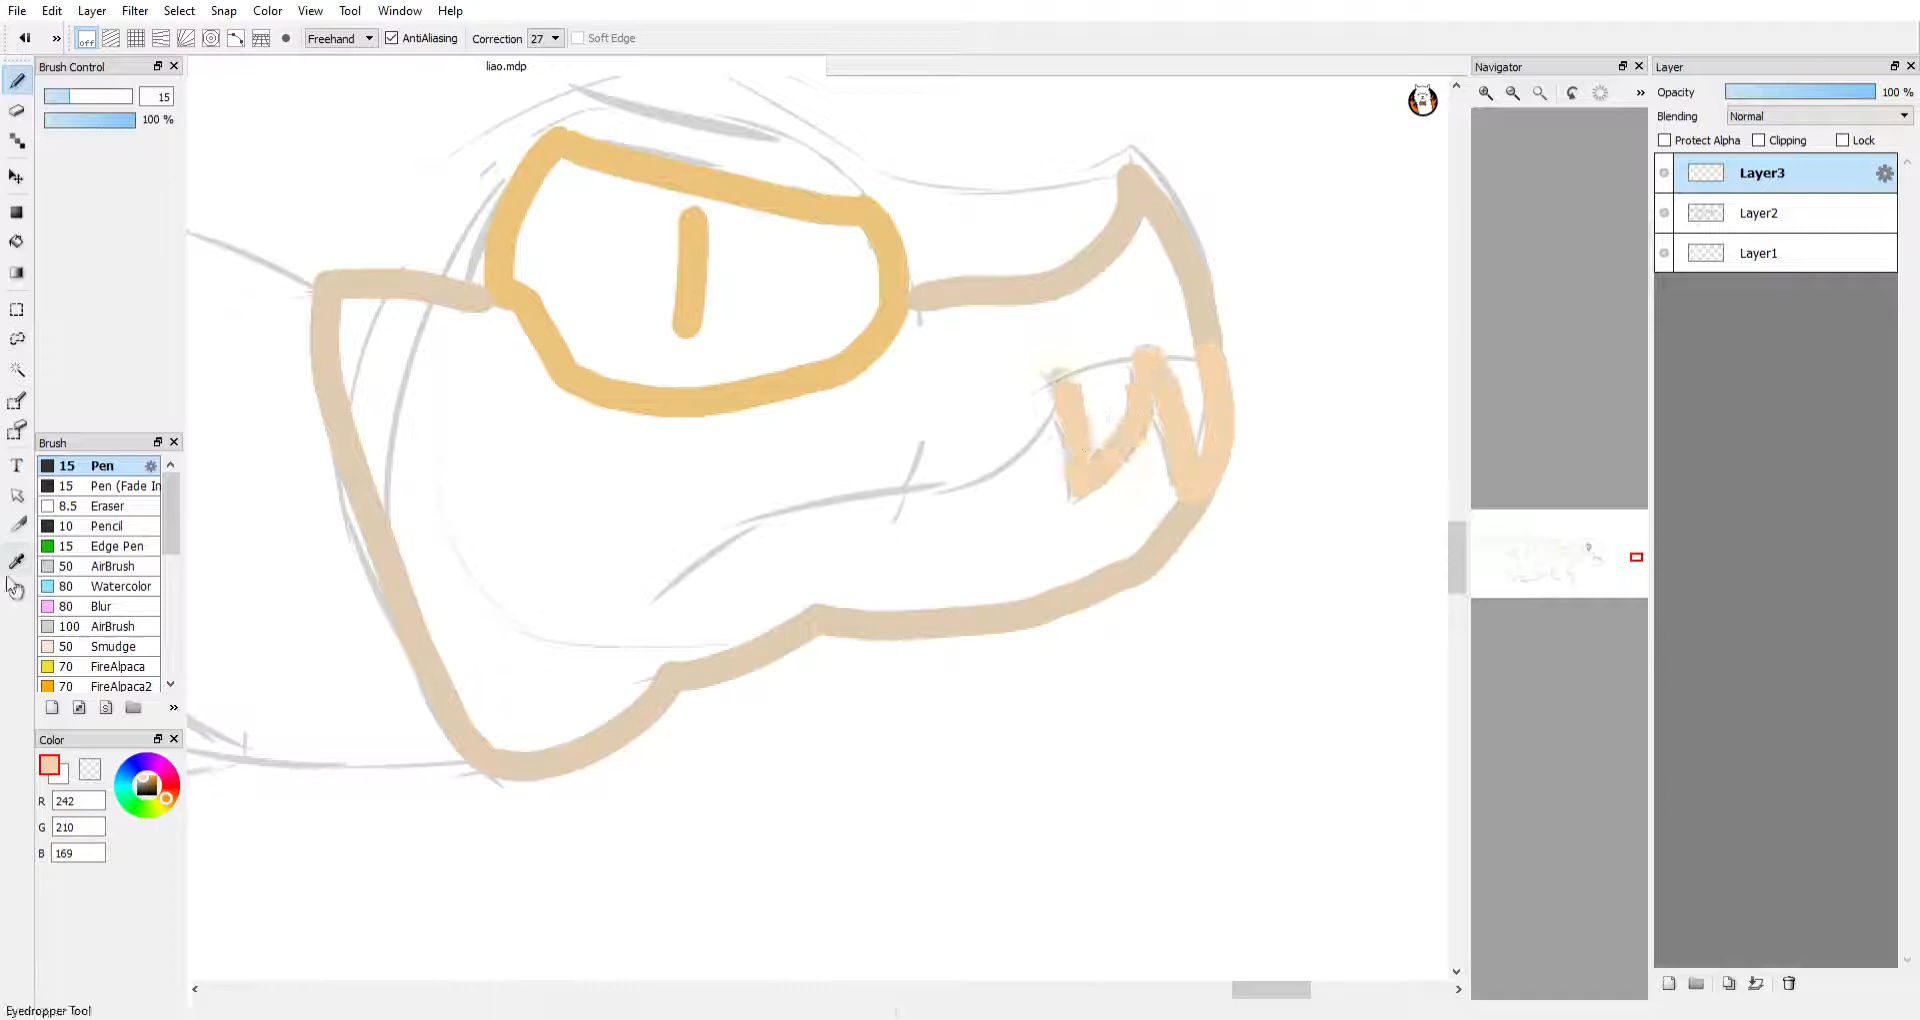 File Edit Layer Filter Select Snap Color View Tool Window Help
off Freehand AntiAliasing Correction 27 Soft Edge
Brush Control
liao.mdp
Navigator
Layer
15
100 %
Opacity 100 %
Blending Normal
Protect Alpha Clipping Lock
Layer3
Layer2
Layer1
Brush
15 Pen
15 Pen (Fade In
8.5 Eraser
10 Pencil
15 Edge Pen
50 AirBrush
80 Watercolor
80 Blur
100 AirBrush
50 Smudge
70 FireAlpaca
70 FireAlpaca2
T
Color
R 242
G 210
B 169
Eyedropper Tool